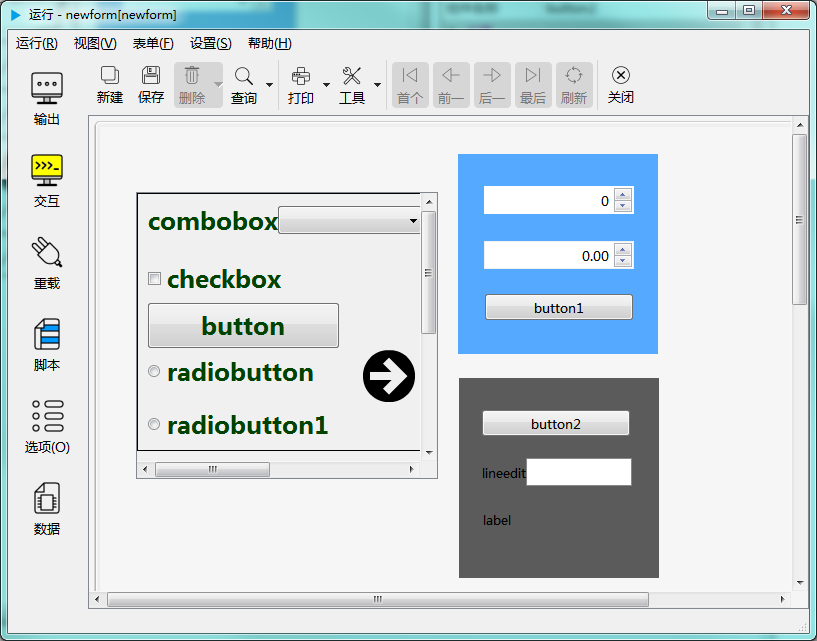 运行 - newform[newform]
运行(R) 视图(V) 表单(F) 设置(S) 帮助(H)
新建 保存 删除 查询 打印 工具 首个 前一 后一 最后 刷新 关闭
输出
交互
重载
脚本
选项(O)
数据
combobox
checkbox
button
radiobutton
radiobutton1
0
0.00
button1
button2
lineedit
label